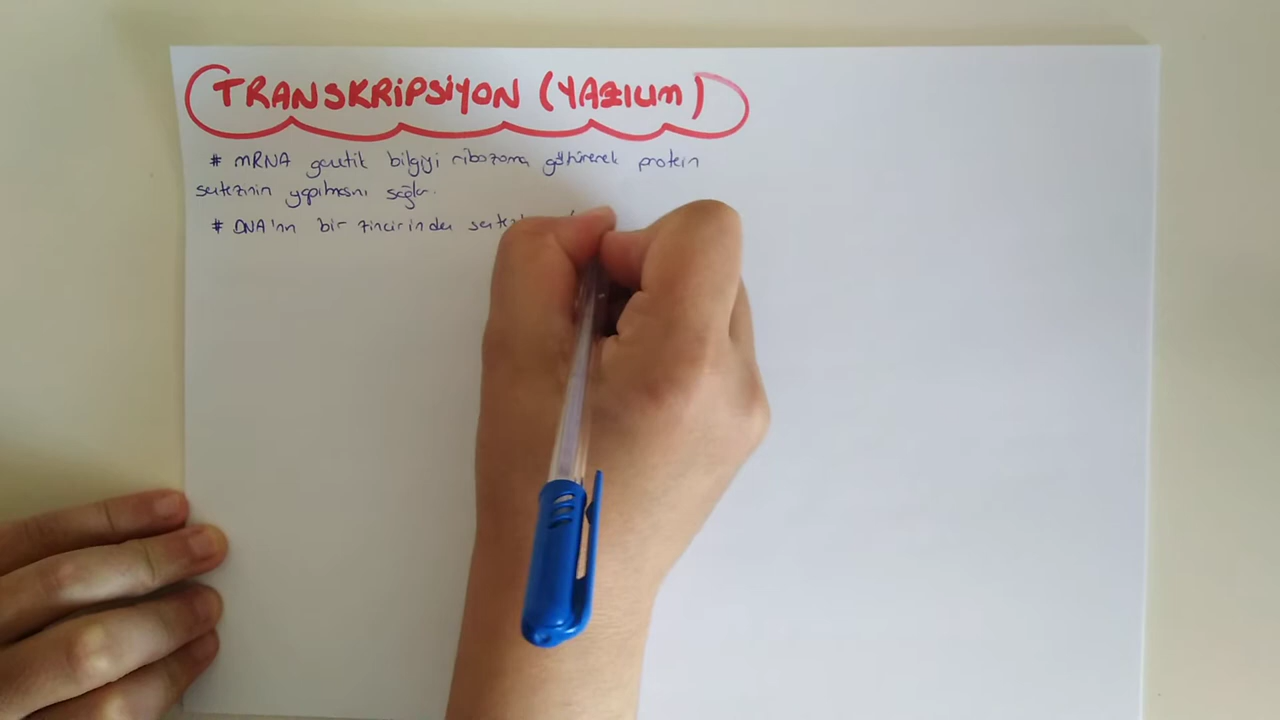 TRANSKRİPSİYON (YAZILIM)
# mRNA genetik bilgiyi ribozoma götürerek protein
sentezinin yapılmasını sağlar.
# DNA'nın bir zincirinden